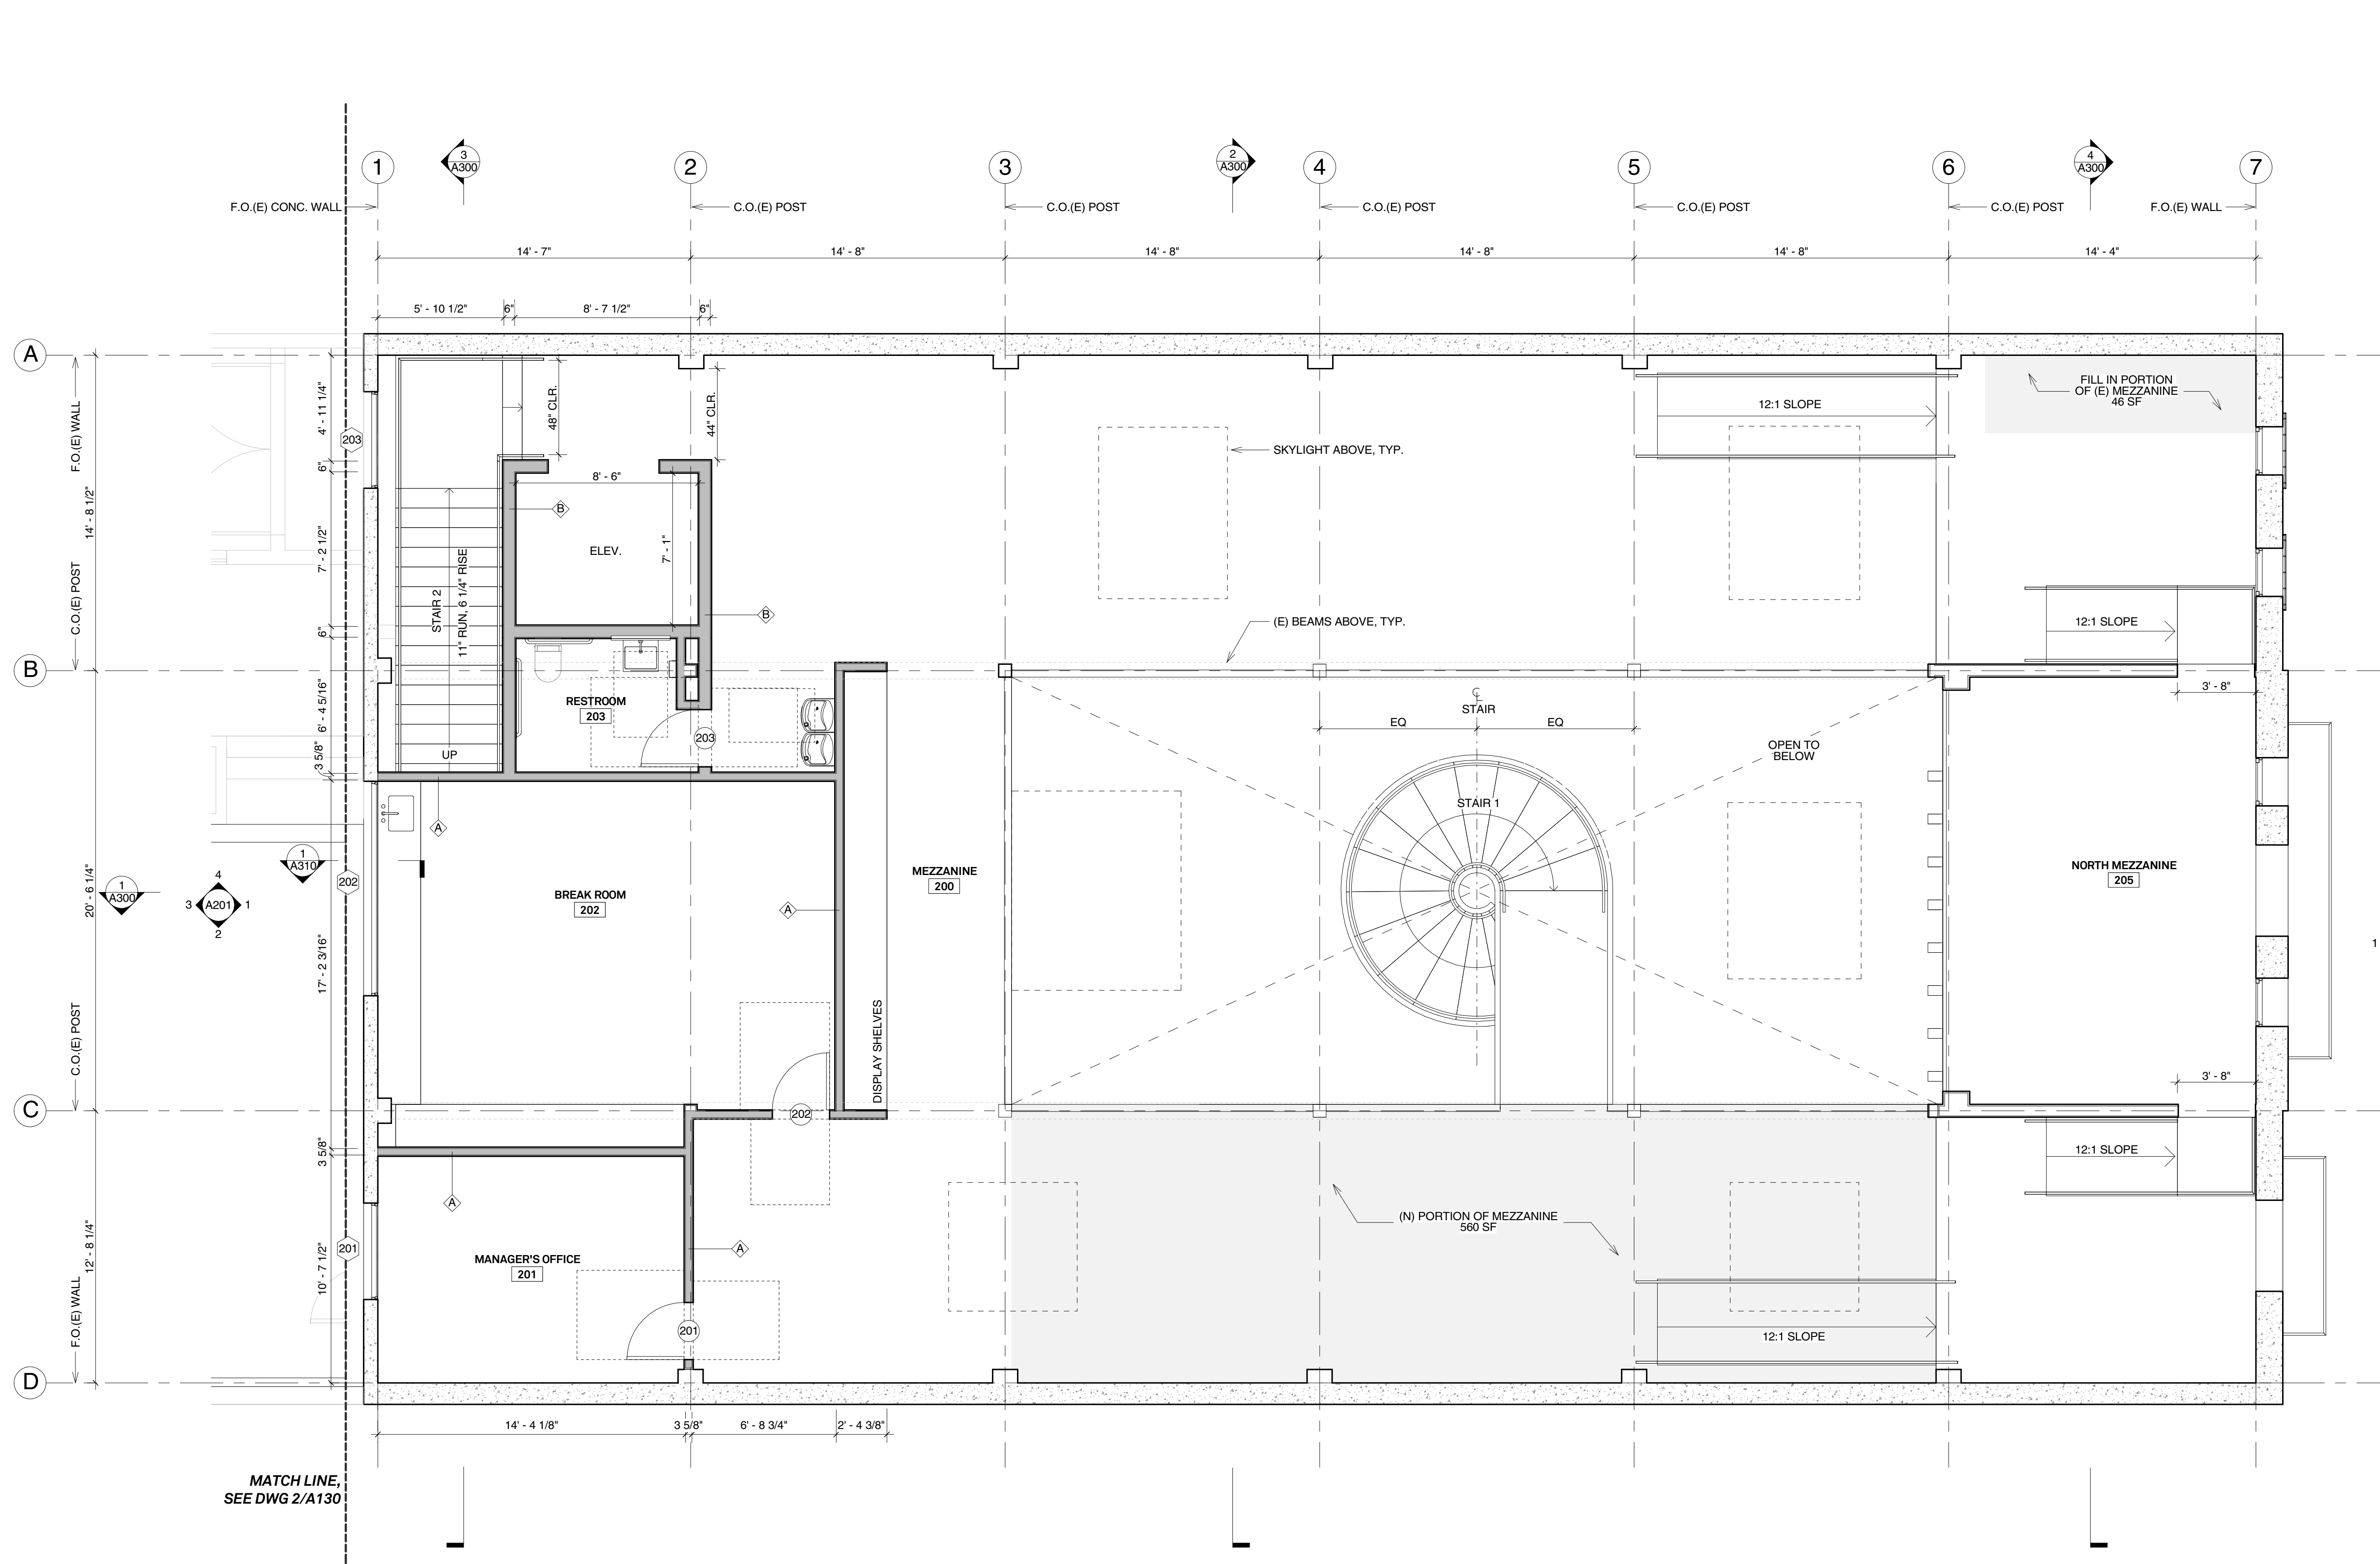 1
2
3
4
5
6
7
3
A300
2
A300
4
A300
F.O.(E) CONC. WALL
C.O.(E) POST
C.O.(E) POST
C.O.(E) POST
C.O.(E) POST
C.O.(E) POST
F.O.(E) WALL
14' - 7"
14' - 8"
14' - 8"
14' - 8"
14' - 8"
14' - 4"
5' - 10 1/2"
6"
8' - 7 1/2"
6"
A
B
C
D
F.O.(E) WALL
14' - 8 1/2"
C.O.(E) POST
20' - 6 1/4"
C.O.(E) POST
12' - 8 1/4"
F.O.(E) WALL
4' - 11 1/4"
6"
7' - 2 1/2"
6"
6' - 4 5/16"
3 5/8"
17' - 2 3/16"
3 5/8"
10' - 7 1/2"
203
202
201
48" CLR.
44" CLR.
8' - 6"
7' - 1"
B
ELEV.
B
STAIR 2
11" RUN, 6 1/4" RISE
UP
RESTROOM
203
203
SKYLIGHT ABOVE, TYP.
(E) BEAMS ABOVE, TYP.
12:1 SLOPE
FILL IN PORTION
OF (E) MEZZANINE
46 SF
12:1 SLOPE
3' - 8"
℄
STAIR
EQ
EQ
OPEN TO
BELOW
STAIR 1
A
1
A310
1
A300
4
3
A201
1
2
BREAK ROOM
202
A
MEZZANINE
200
NORTH MEZZANINE
205
1
DISPLAY SHELVES
202
3' - 8"
12:1 SLOPE
A
A
MANAGER'S OFFICE
201
201
(N) PORTION OF MEZZANINE
560 SF
12:1 SLOPE
14' - 4 1/8"
3 5/8"
6' - 8 3/4"
2' - 4 3/8"
MATCH LINE,
SEE DWG 2/A130